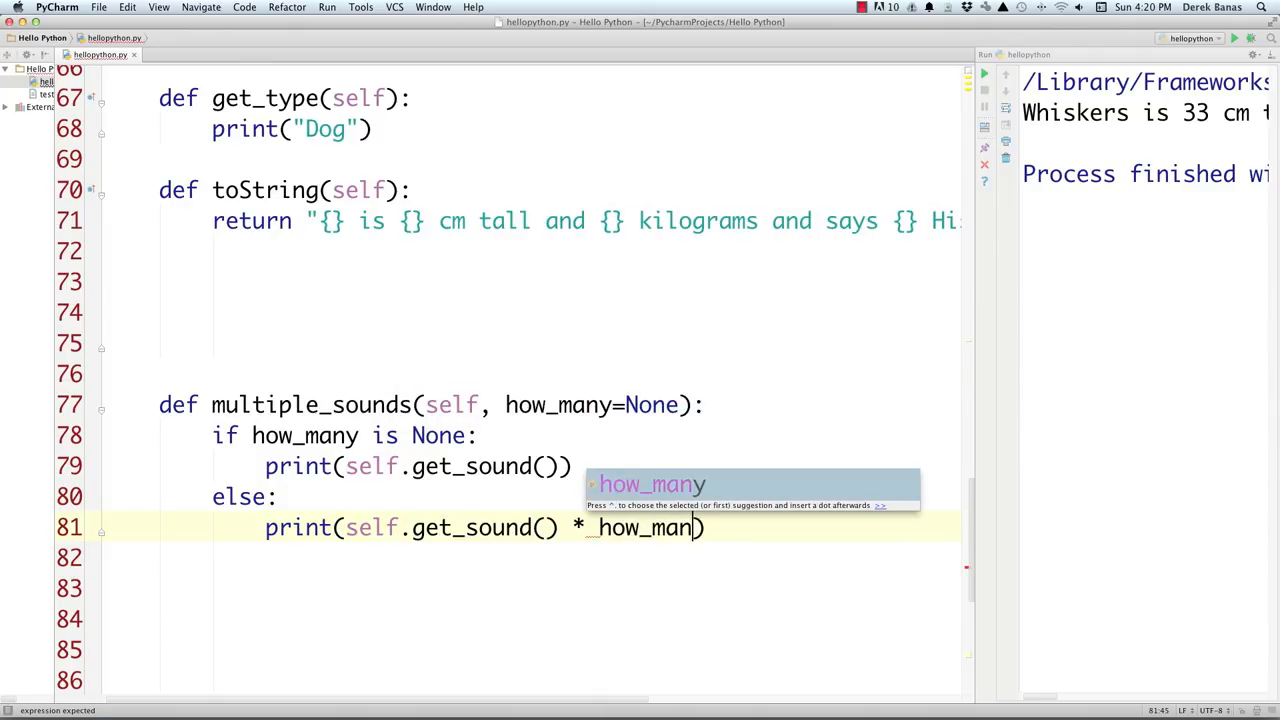 PyCharm File Edit View Navigate Code Refactor Run Tools VCS Window Help 10 Sun 4:20 PM Derek Banas
hellopython.py – Hello Python – [~/PycharmProjects/Hello Python]
Hello Python hellopython.py hellopython
hellopython.py × Run hellopython
Hello P
hell
test
Externa
66
67 def get_type(self):
68 print("Dog")
69
70 def toString(self):
71 return "{} is {} cm tall and {} kilograms and says {} Hi
72
73
74
75
76
77 def multiple_sounds(self, how_many=None):
78 if how_many is None:
79 print(self.get_sound())
80 else:
81 print(self.get_sound() * how_man)
82
83
84
85
86
how_many
Press ^. to choose the selected (or first) suggestion and insert a dot afterwards >>
/Library/Frameworks
Whiskers is 33 cm t
Process finished wi
expression expected 81:45 LF UTF-8